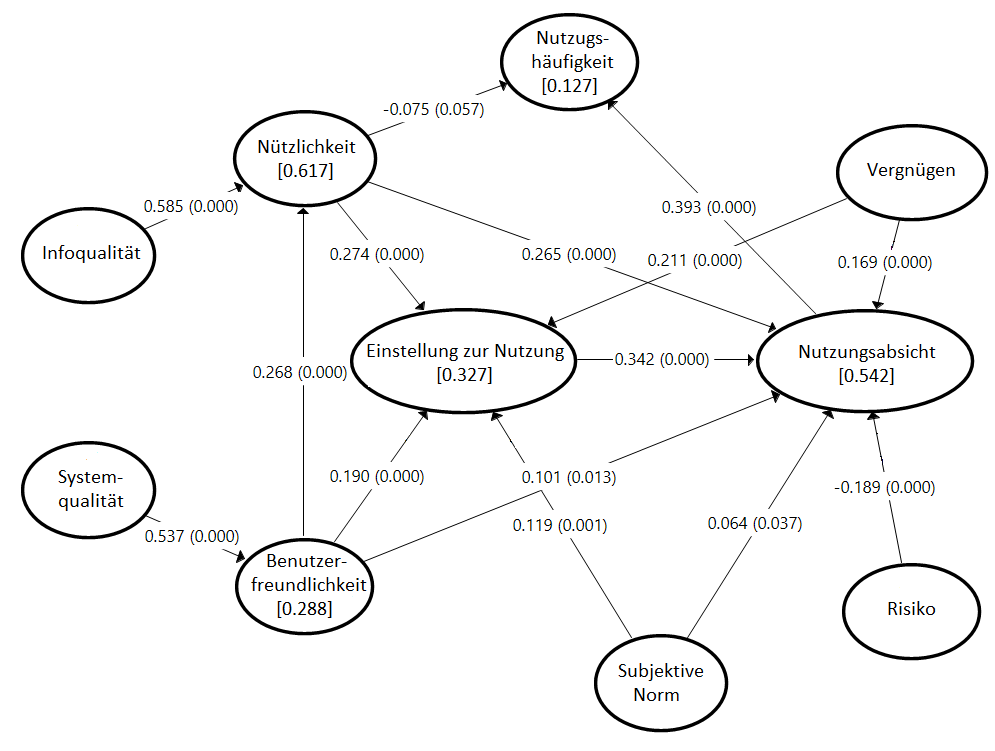 Nutzugs-
häufigkeit
[0.127]
-0.075 (0.057)
Nützlichkeit
[0.617]
Vergnügen
0.585 (0.000)
0.393 (0.000)
Infoqualität
0.274 (0.000)
0.265 (0.000)
0.211 (0.000)
0.169 (0.000)
Einstellung zur Nutzung
[0.327]
0.342 (0.000)
Nutzungsabsicht
[0.542]
0.268 (0.000)
System-
qualität
0.190 (0.000)
0.101 (0.013)
-0.189 (0.000)
0.537 (0.000)
0.119 (0.001)
0.064 (0.037)
Benutzer-
freundlichkeit
[0.288]
Risiko
Subjektive
Norm